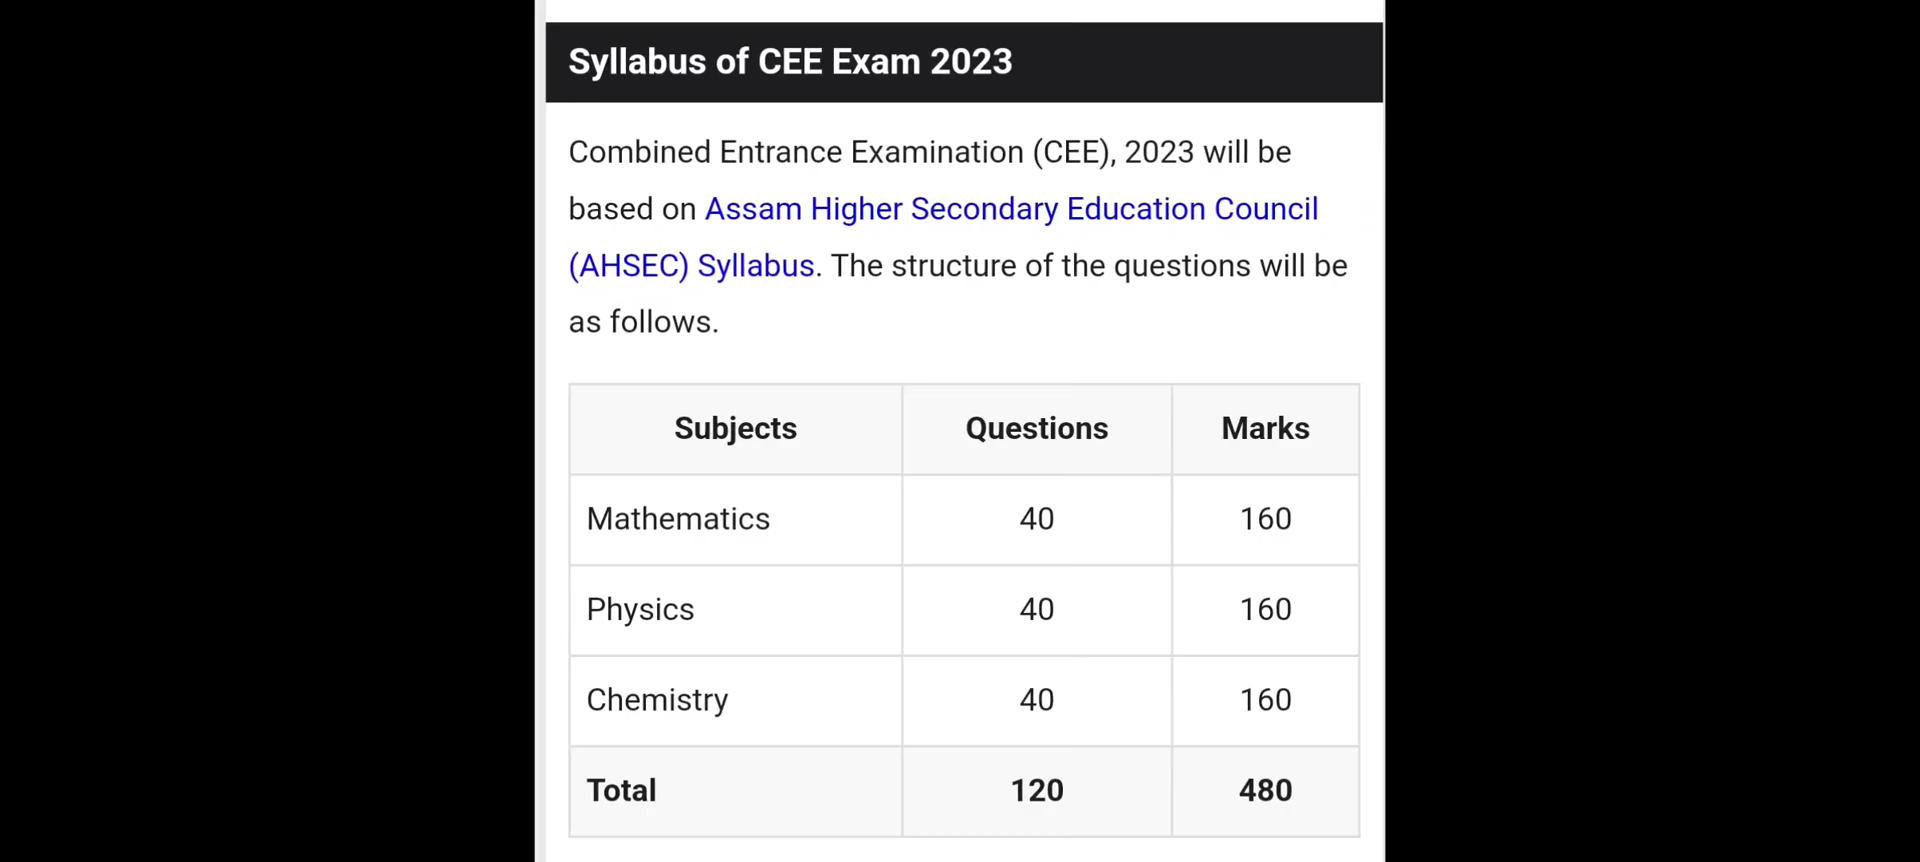 Syllabus of CEE Exam 2023
Combined Entrance Examination (CEE), 2023 will be
based on Assam Higher Secondary Education Council
(AHSEC) Syllabus. The structure of the questions will be
as follows.
Subjects Questions Marks
Mathematics 40 160
Physics 40 160
Chemistry 40 160
Total 120 480